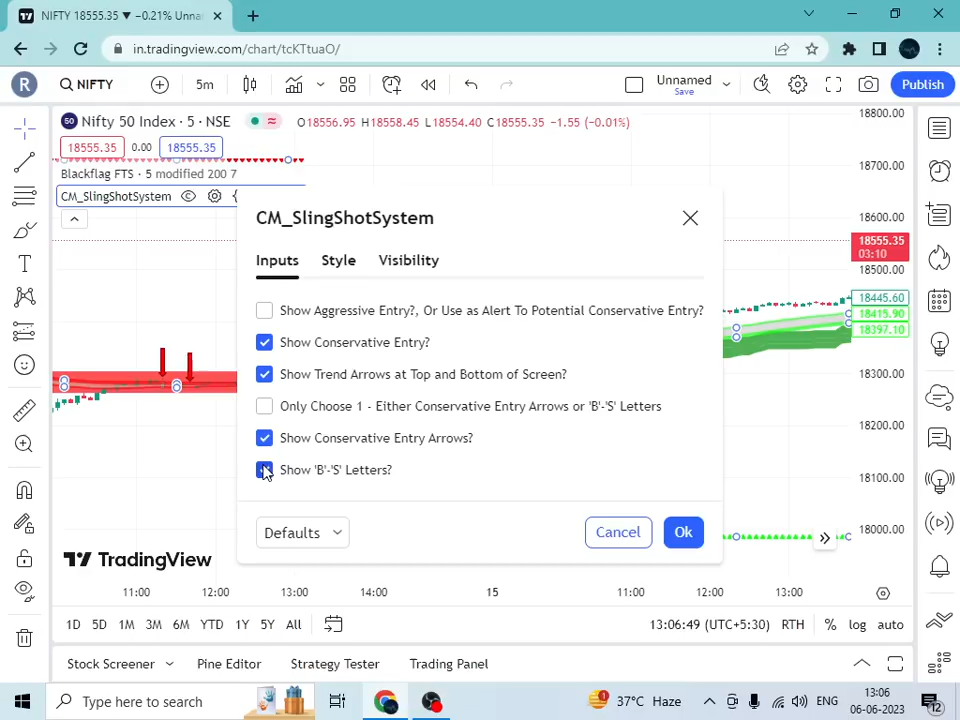 NIFTY 18555.35 ▼ −0.21% Unna
in.tradingview.com/chart/tcKTtuaO/
R NIFTY 5m Unnamed Save Publish
50 Nifty 50 Index · 5 · NSE O18556.95 H18558.45 L18554.40 C18555.35 −1.55 (−0.01%)
18555.35 0.00 18555.35
Blackflag FTS · 5 modified 200 7
CM_SlingShotSystem
CM_SlingShotSystem
Inputs Style Visibility
Show Aggressive Entry?, Or Use as Alert To Potential Conservative Entry?
Show Conservative Entry?
Show Trend Arrows at Top and Bottom of Screen?
Only Choose 1 - Either Conservative Entry Arrows or 'B'-'S' Letters
Show Conservative Entry Arrows?
Show 'B'-'S' Letters?
Defaults Cancel Ok
18800.00
18700.00
18600.00
18555.35
03:10
18500.00
18445.60
18415.90
18397.10
18300.00
18200.00
18100.00
18000.00
TradingView
11:00 12:00 13:00 14:00 15 11:00 12:00 13:00
1D 5D 1M 3M 6M YTD 1Y 5Y All 13:06:49 (UTC+5:30) RTH % log auto
Stock Screener Pine Editor Strategy Tester Trading Panel
Type here to search 37°C Haze ENG 13:06
06-06-2023 12